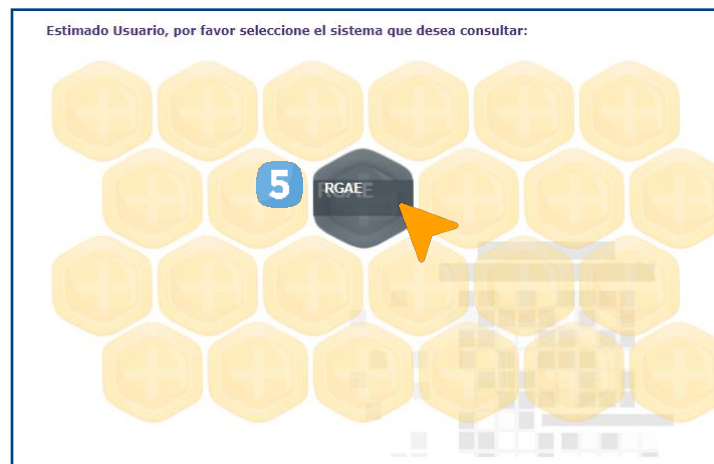 Estimado Usuario, por favor seleccione el sistema que desea consultar:
5
RGAE